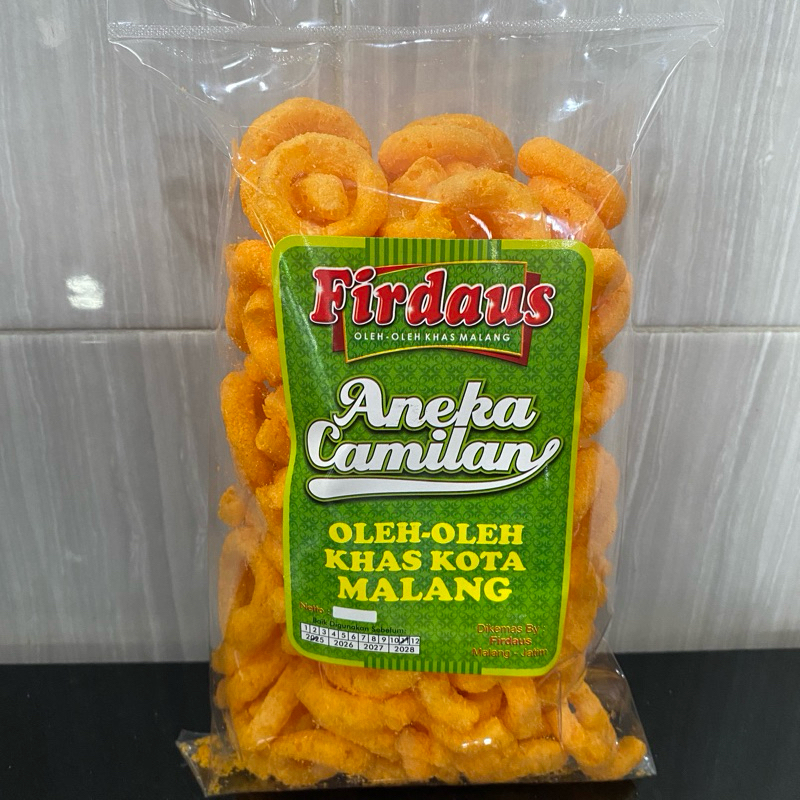 Firdaus
OLEH-OLEH KHAS MALANG
Aneka
Camilan
OLEH-OLEH
KHAS KOTA
MALANG
Netto
Baik Digunakan Sebelum:
1 2 3 4 5 6 7 8 9 10 11 12
2025 2026 2027 2028
Dikemas By
Firdaus
Malang - Jatim